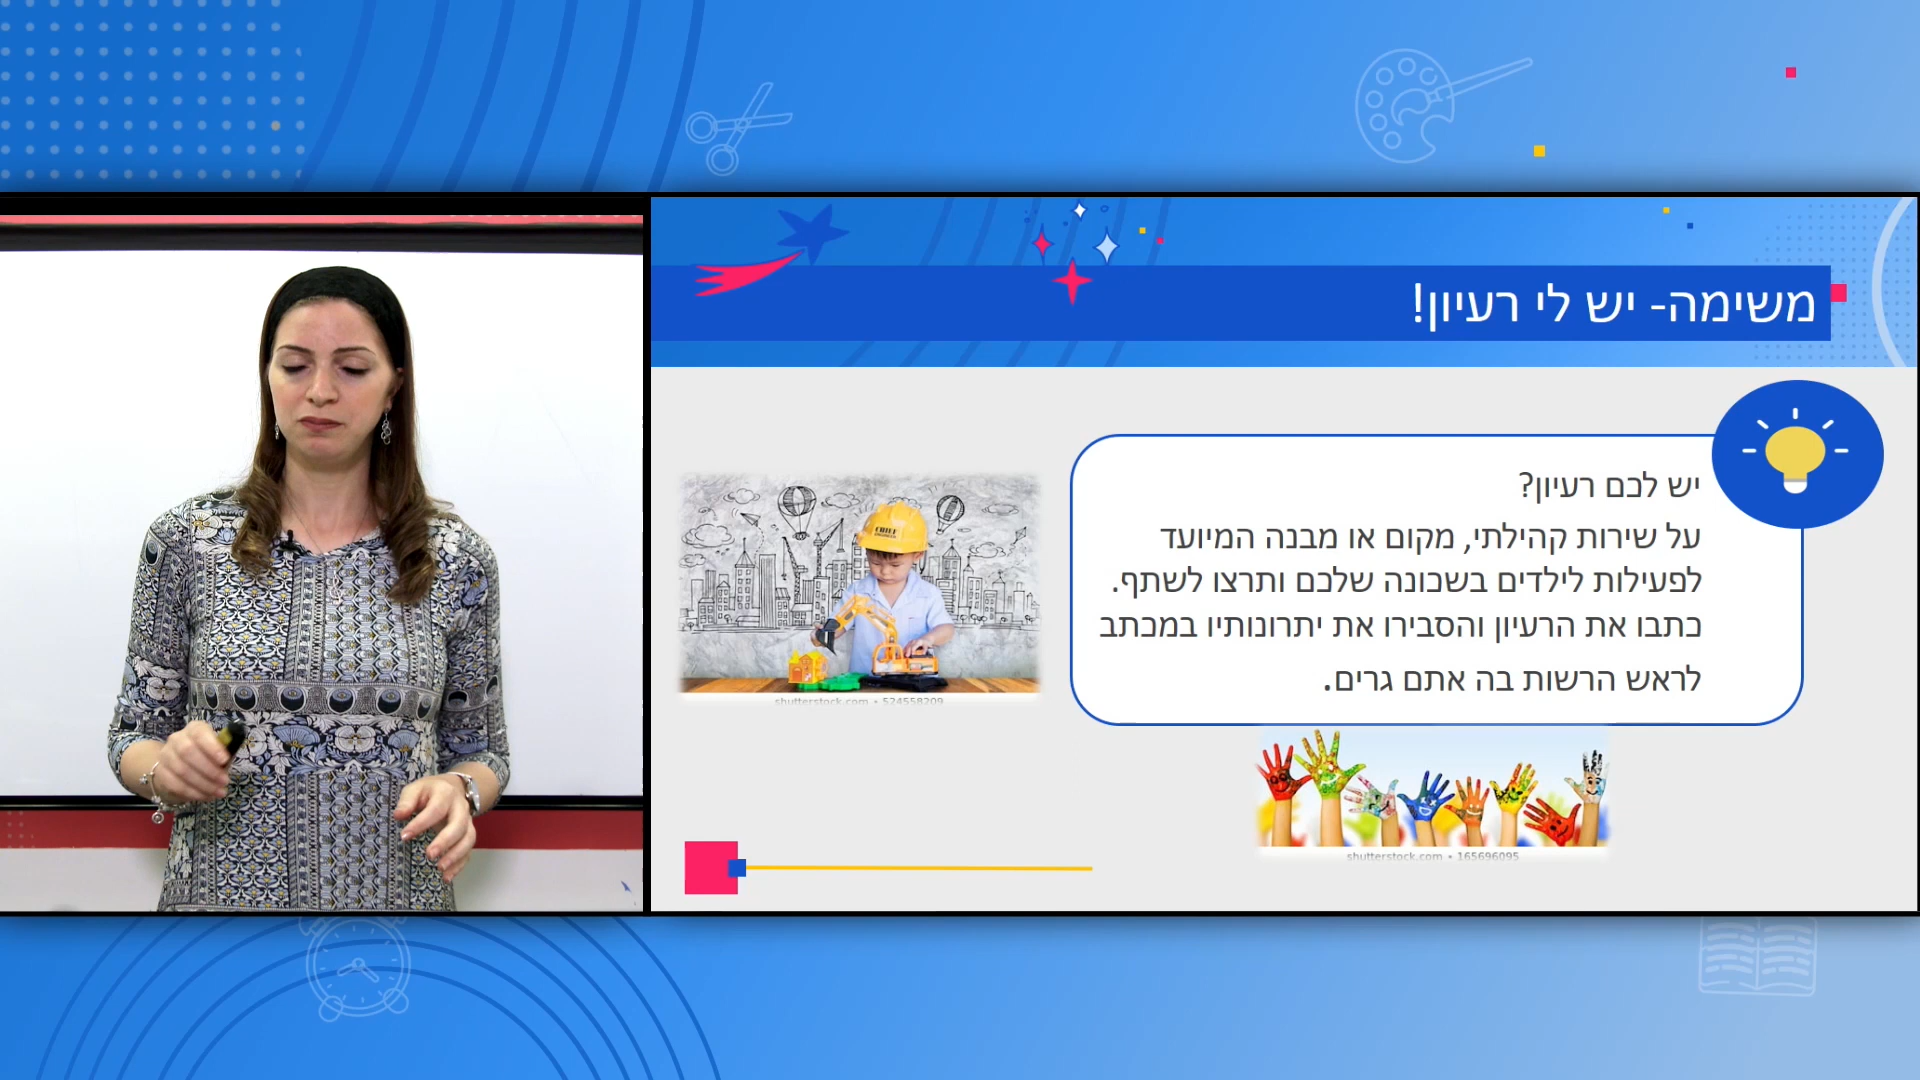 משימה- יש לי רעיון!
יש לכם רעיון?
על שירות קהילתי, מקום או מבנה המיועד
לפעילות לילדים בשכונה שלכם ותרצו לשתף.
כתבו את הרעיון והסבירו את יתרונותיו במכתב
לראש הרשות בה אתם גרים.
CHIEF
shutterstock.com • 524558209
shutterstock.com • 165696095